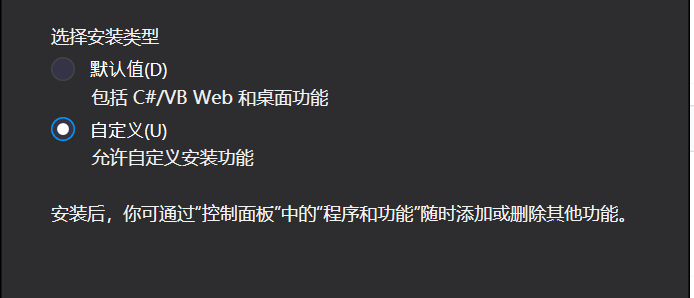 选择安装类型
默认值(D)
包括 C#/VB Web 和桌面功能
自定义(U)
允许自定义安装功能
安装后，你可通过“控制面板”中的“程序和功能”随时添加或删除其他功能。